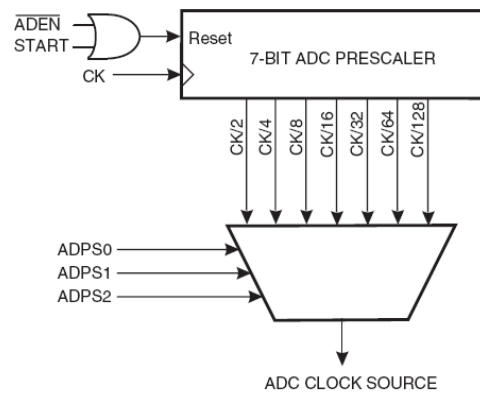 ADEN
START
Reset
CK
7-BIT ADC PRESCALER
CK/2
CK/4
CK/8
CK/16
CK/32
CK/64
CK/128
ADPS0
ADPS1
ADPS2
ADC CLOCK SOURCE